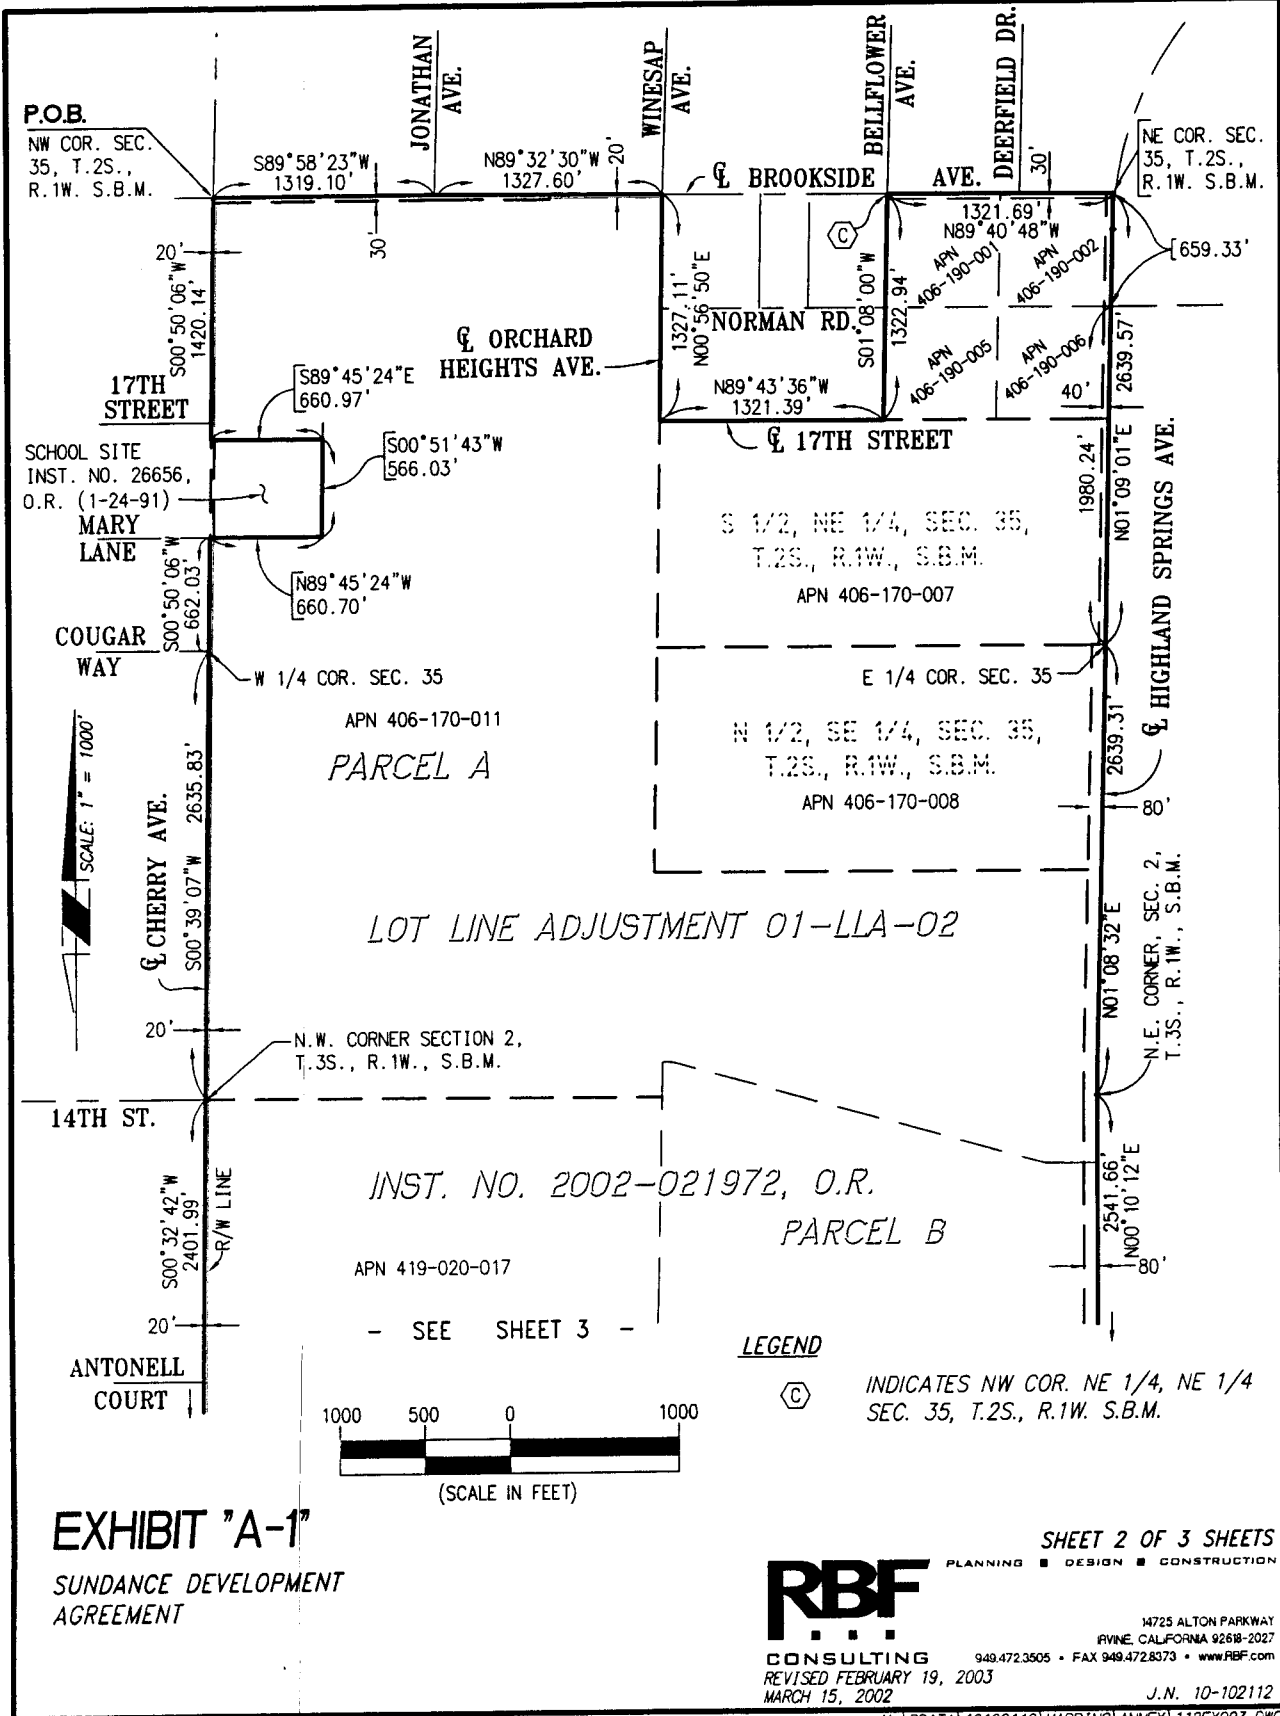 JONATHAN
AVE.
WINESAP
AVE.
BELLFLOWER
AVE.
DEERFIELD DR.
P.O.B.
NW COR. SEC.
35, T.2S.,
R.1W. S.B.M.
S89°58'23"W
1319.10'
N89°32'30"W
1327.60'
20'
℄ BROOKSIDE AVE.
30'
NE COR. SEC.
35, T.2S.,
R.1W. S.B.M.
30'
20'
C
1321.69'
N89°40'48"W
659.33'
S00°50'06"W
1420.14'
1327.11'
N00°56'50"E
S01°08'00"W
1322.94'
APN
406-190-001
APN
406-190-002
NORMAN RD.
℄ ORCHARD
HEIGHTS AVE.
APN
406-190-005
APN
406-190-006
2639.57'
17TH
STREET
S89°45'24"E
660.97'
N89°43'36"W
1321.39'
40'
℄ 17TH STREET
SCHOOL SITE
INST. NO. 26656,
O.R. (1-24-91)
S00°51'43"W
566.03'
1980.24'
N01°09'01"E
℄ HIGHLAND SPRINGS AVE.
MARY
LANE
S 1/2, NE 1/4, SEC. 35,
T.2S., R.1W., S.B.M.
APN 406-170-007
S00°50'06"W
662.03'
N89°45'24"W
660.70'
COUGAR
WAY
W 1/4 COR. SEC. 35
E 1/4 COR. SEC. 35
APN 406-170-011
PARCEL A
N 1/2, SE 1/4, SEC. 35,
T.2S., R.1W., S.B.M.
APN 406-170-008
2639.31'
80'
SCALE: 1" = 1000'
℄ CHERRY AVE.
S00°39'07"W 2635.83'
LOT LINE ADJUSTMENT 01-LLA-02
N01°08'32"E
N.E. CORNER, SEC. 2,
T.3S., R.1W., S.B.M.
20'
N.W. CORNER SECTION 2,
T.3S., R.1W., S.B.M.
14TH ST.
S00°32'42"W
2401.99'
R/W LINE
INST. NO. 2002-021972, O.R.
PARCEL B
2541.66'
N00°10'12"E
APN 419-020-017
80'
20'
- SEE SHEET 3 -
ANTONELL
COURT
LEGEND
C
INDICATES NW COR. NE 1/4, NE 1/4
SEC. 35, T.2S., R.1W. S.B.M.
1000 500 0 1000
(SCALE IN FEET)
EXHIBIT "A-1"
SUNDANCE DEVELOPMENT
AGREEMENT
SHEET 2 OF 3 SHEETS
PLANNING ■ DESIGN ■ CONSTRUCTION
RBF
CONSULTING
14725 ALTON PARKWAY
IRVINE, CALIFORNIA 92618-2027
949.472.3505 • FAX 949.472.8373 • www.RBF.com
REVISED FEBRUARY 19, 2003
MARCH 15, 2002
J.N. 10-102112